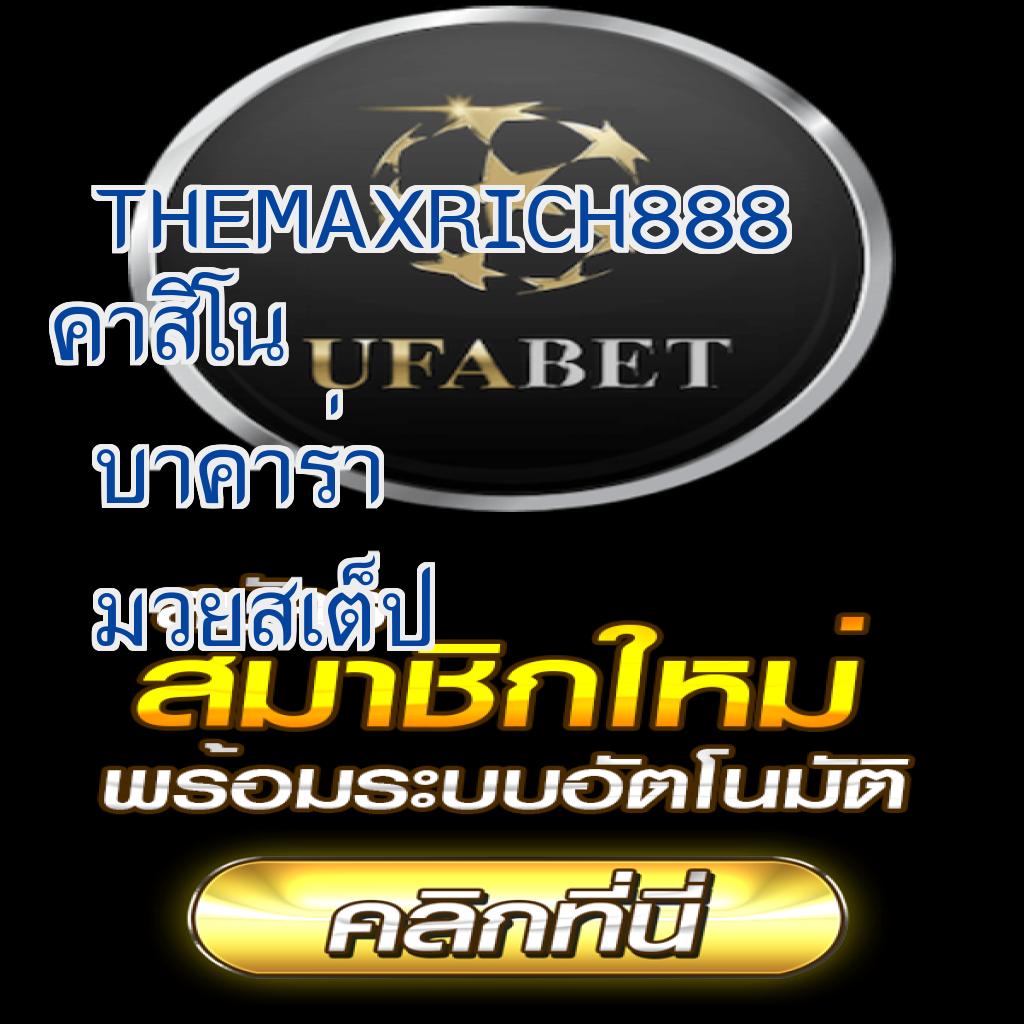 THEMAXRICH888
คาสิโน
UFABET
บาคาร่า
มวยสเต็ป
สมาชิกใหม่
พร้อมระบบอัตโนมัติ
คลิกที่นี่